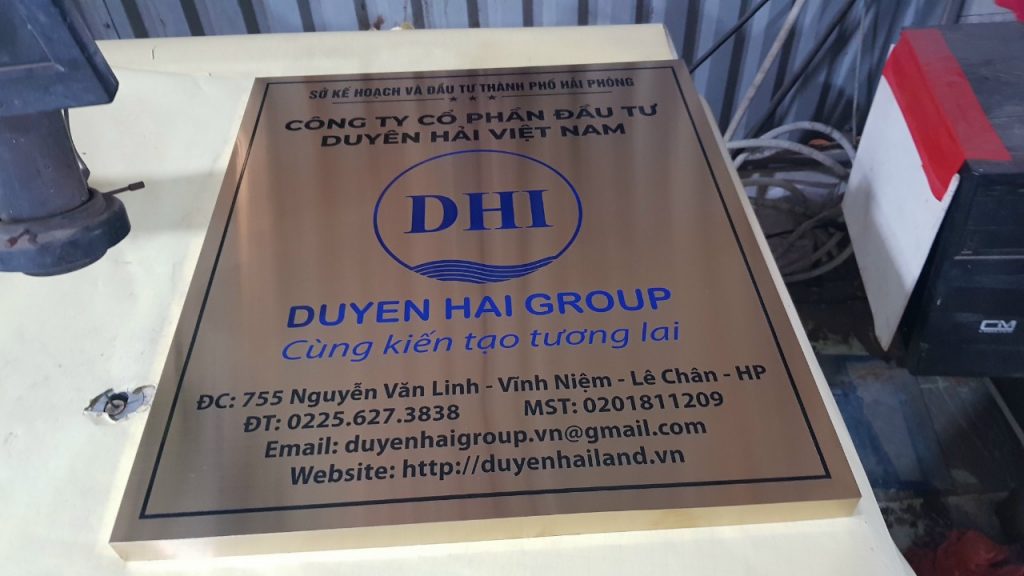 SỞ KẾ HOẠCH VÀ ĐẦU TƯ THÀNH PHỐ HẢI PHÒNG
CÔNG TY CỔ PHẦN ĐẦU TƯ
DUYÊN HẢI VIỆT NAM
DHI
DUYEN HAI GROUP
Cùng kiến tạo tương lai
ĐC: 755 Nguyễn Văn Linh - Vĩnh Niệm - Lê Chân - HP
ĐT: 0225.627.3838 MST: 0201811209
Email: duyenhaigroup.vn@gmail.com
Website: http://duyenhailand.vn
CM